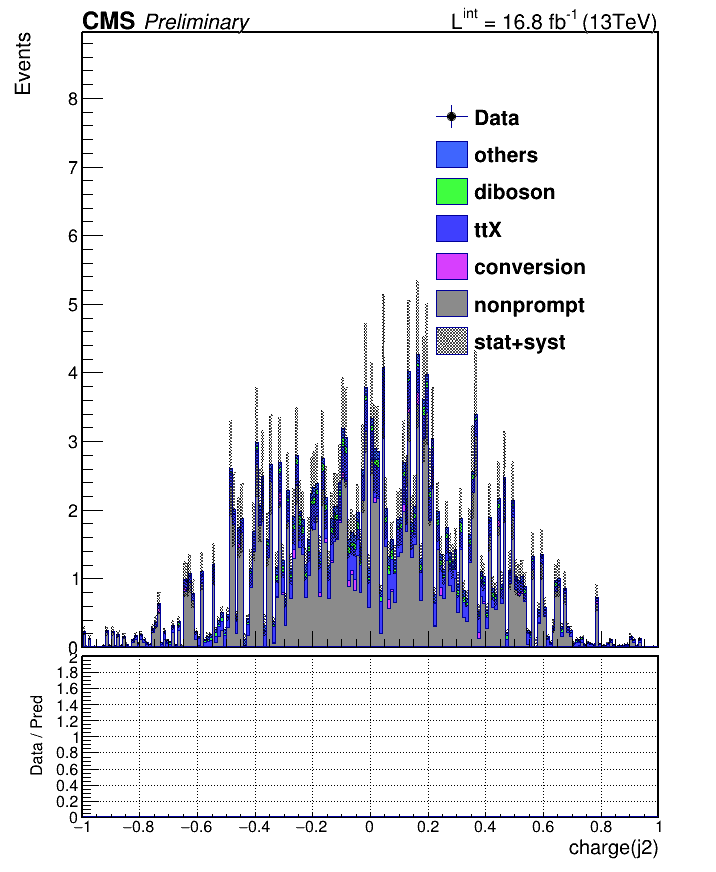 CMS Preliminary
L^int = 16.8 fb^-1 (13TeV)
Events
8
7
6
5
4
3
2
1
0
Data
others
diboson
ttX
conversion
nonprompt
stat+syst
Data / Pred
2
1.8
1.6
1.4
1.2
1
0.8
0.6
0.4
0.2
0
−1 −0.8 −0.6 −0.4 −0.2 0 0.2 0.4 0.6 0.8 1
charge(j2)